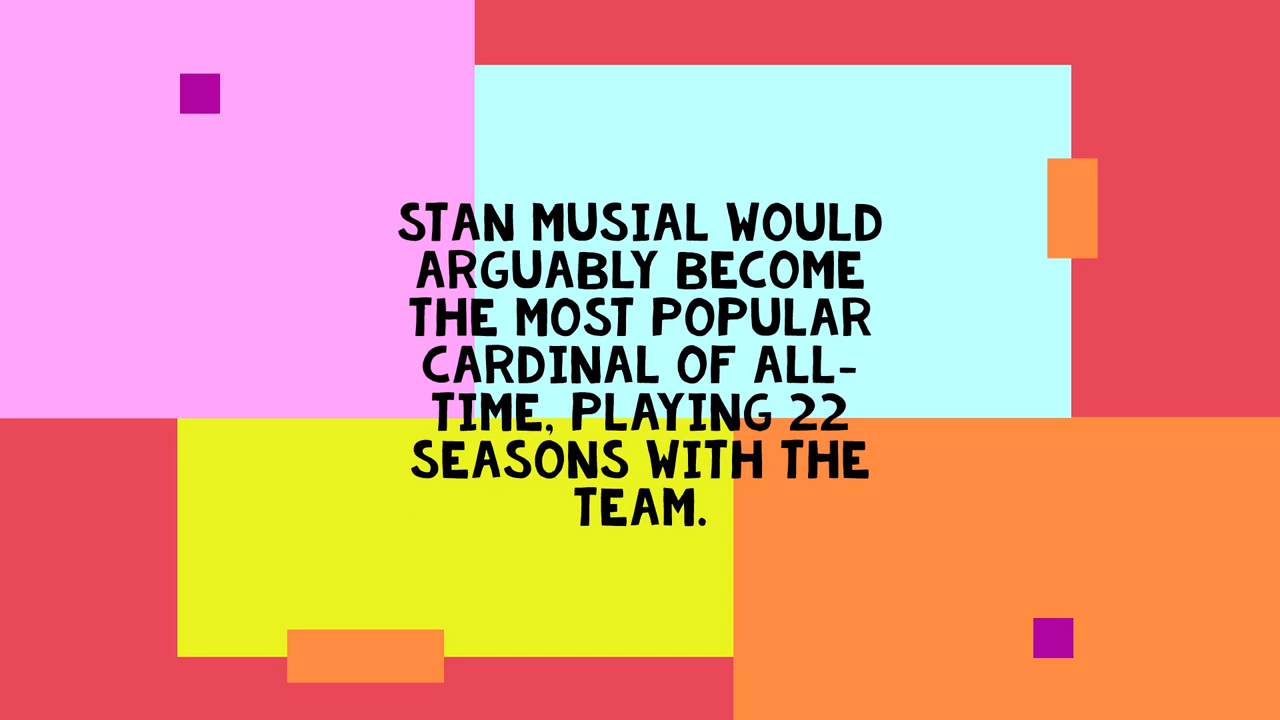 STAN MUSIAL WOULD
ARGUABLY BECOME
THE MOST POPULAR
CARDINAL OF ALL-
TIME, PLAYING 22
SEASONS WITH THE
TEAM.